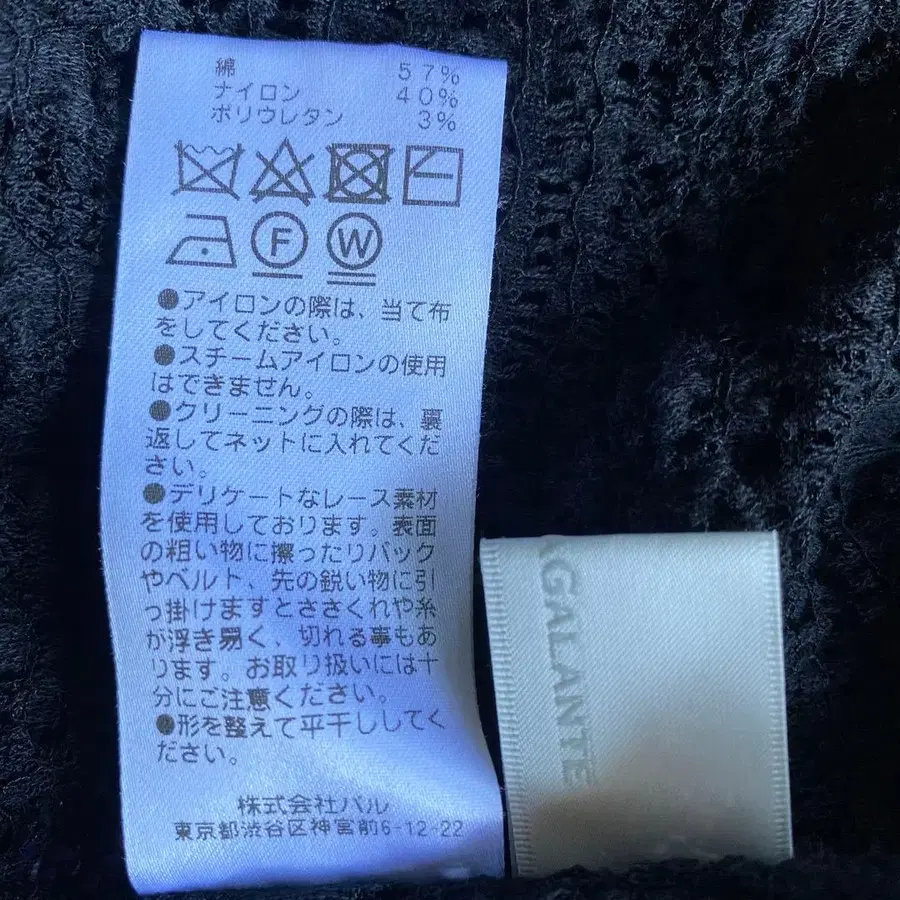 綿 57%
ナイロン 40%
ポリウレタン 3%
F W
●アイロンの際は、当て布
をしてください。
●スチームアイロンの使用
はできません。
●クリーニングの際は、裏
返してネットに入れてくだ
さい。
●デリケートなレース素材
を使用しております。表面
の粗い物に擦ったりバック
やベルト、先の鋭い物に引
っ掛けますとささくれや糸
が浮き易く、切れる事もあ
ります。お取り扱いには十
分にご注意ください。
●形を整えて平干ししてく
ださい。
株式会社パル
東京都渋谷区神宮前6-12-22
GALANTE